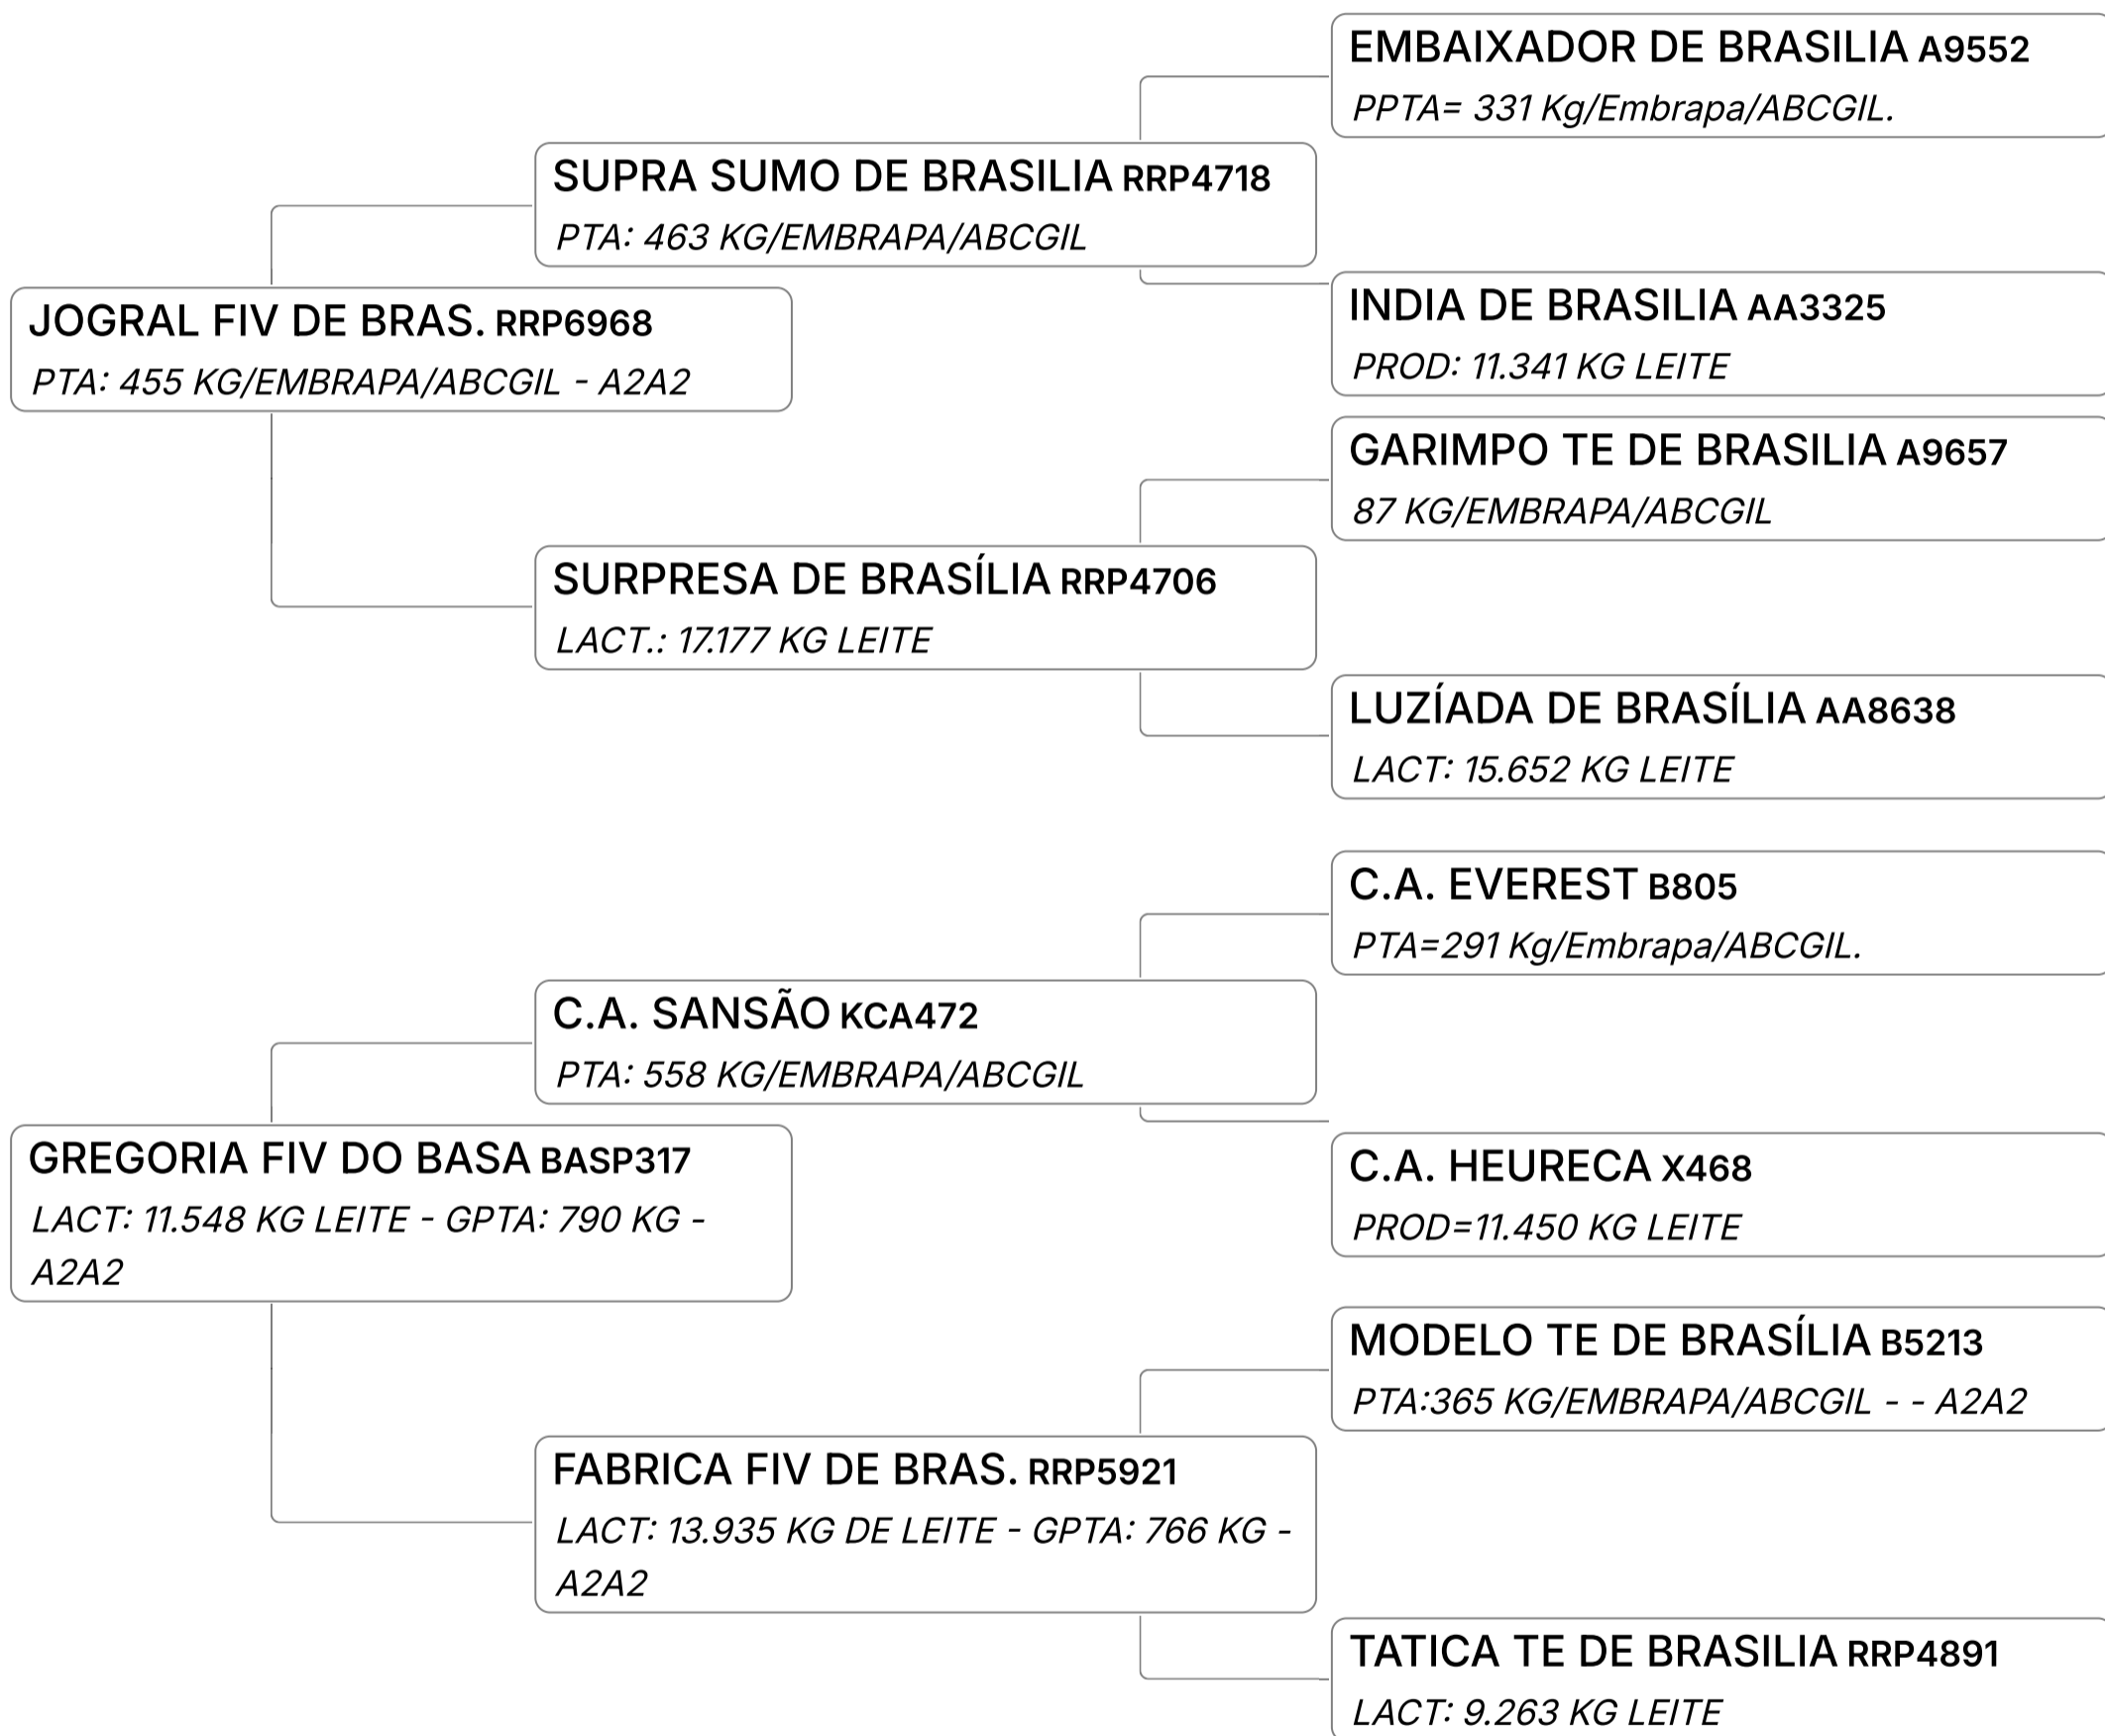 EMBAIXADOR DE BRASILIA A9552
PPTA= 331 Kg/Embrapa/ABCGIL.
SUPRA SUMO DE BRASILIA RRP4718
PTA: 463 KG/EMBRAPA/ABCGIL
INDIA DE BRASILIA AA3325
PROD: 11.341 KG LEITE
JOGRAL FIV DE BRAS. RRP6968
PTA: 455 KG/EMBRAPA/ABCGIL - A2A2
GARIMPO TE DE BRASILIA A9657
87 KG/EMBRAPA/ABCGIL
SURPRESA DE BRASÍLIA RRP4706
LACT.: 17.177 KG LEITE
LUZÍADA DE BRASÍLIA AA8638
LACT: 15.652 KG LEITE
C.A. EVEREST B805
PTA=291 Kg/Embrapa/ABCGIL.
C.A. SANSÃO KCA472
PTA: 558 KG/EMBRAPA/ABCGIL
C.A. HEURECA X468
PROD=11.450 KG LEITE
GREGORIA FIV DO BASA BASP317
LACT: 11.548 KG LEITE - GPTA: 790 KG -
A2A2
MODELO TE DE BRASÍLIA B5213
PTA:365 KG/EMBRAPA/ABCGIL - - A2A2
FABRICA FIV DE BRAS. RRP5921
LACT: 13.935 KG DE LEITE - GPTA: 766 KG -
A2A2
TATICA TE DE BRASILIA RRP4891
LACT: 9.263 KG LEITE